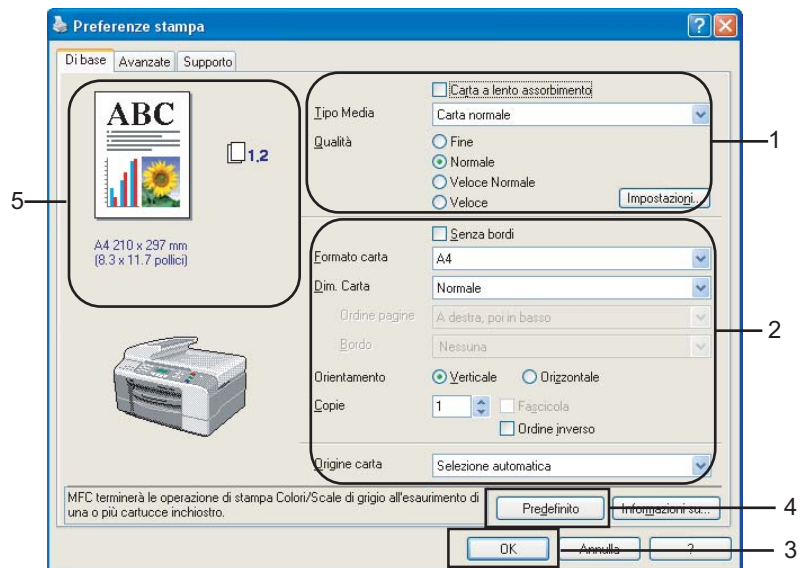 Preferenze stampa
Di base Avanzate Supporto
ABC
1,2
A4 210 x 297 mm
(8.3 x 11.7 pollici)
Carta a lento assorbimento
Tipo Media Carta normale
Qualità Fine
Normale
Veloce Normale
Veloce Impostazioni...
Senza bordi
Formato carta A4
Dim. Carta Normale
Ordine pagine A destra, poi in basso
Bordo Nessuna
Orientamento Verticale Orizzontale
Copie 1 Fascicola
Ordine inverso
Origine carta Selezione automatica
MFC terminerà le operazione di stampa Colori/Scale di grigio all'esaurimento di
una o più cartucce inchiostro.
Predefinito Informazioni su...
OK Annulla ?
1
2
3
4
5